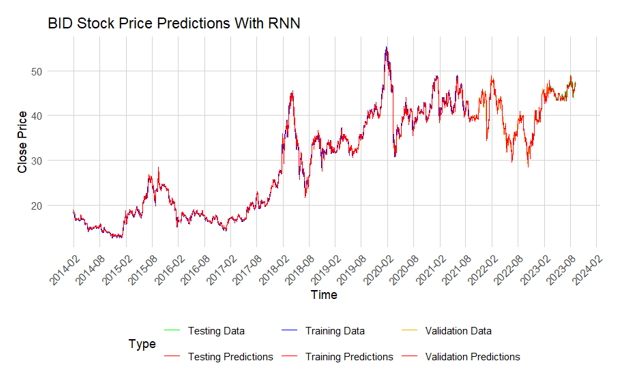 BID Stock Price Predictions With RNN
Close Price
50
40
30
20
2014-02 2014-08 2015-02 2015-08 2016-02 2016-08 2017-02 2017-08 2018-02 2018-08 2019-02 2019-08 2020-02 2020-08 2021-02 2021-08 2022-02 2022-08 2023-02 2023-08 2024-02
Time
Type
Testing Data Training Data Validation Data
Testing Predictions Training Predictions Validation Predictions